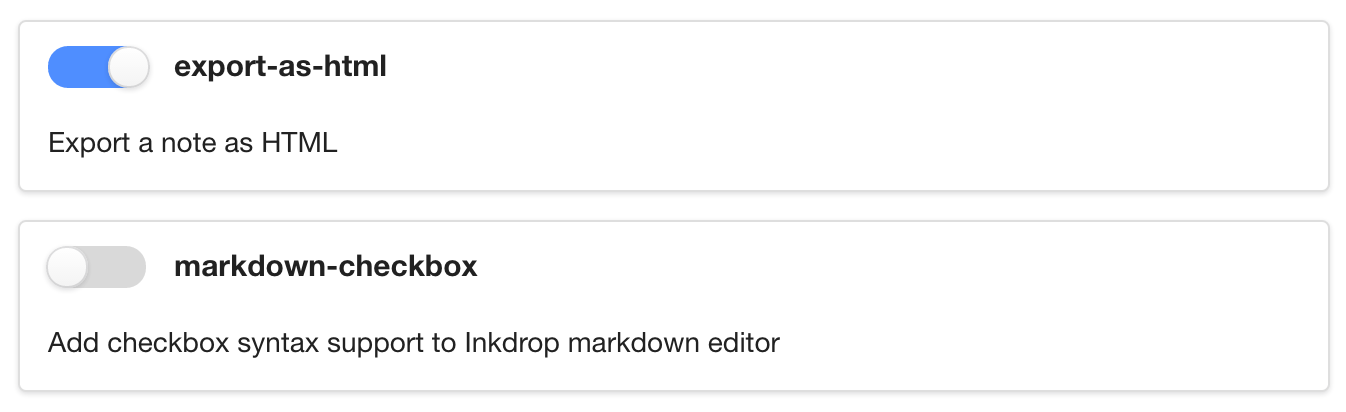 export-as-html
Export a note as HTML
markdown-checkbox
Add checkbox syntax support to Inkdrop markdown editor